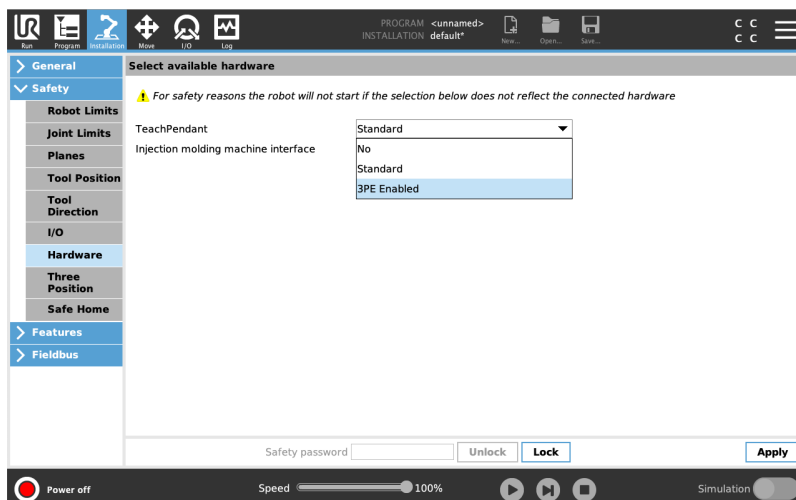 UR
Run
Program
Installation
Move
I/O
Log
PROGRAM <unnamed>
INSTALLATION default*
New...
Open...
Save...
C C
C C
General
Safety
Robot Limits
Joint Limits
Planes
Tool Position
Tool
Direction
I/O
Hardware
Three
Position
Safe Home
Features
Fieldbus
Select available hardware
For safety reasons the robot will not start if the selection below does not reflect the connected hardware
TeachPendant
Standard
Injection molding machine interface
No
Standard
3PE Enabled
Safety password
Unlock
Lock
Apply
Power off
Speed
100%
Simulation